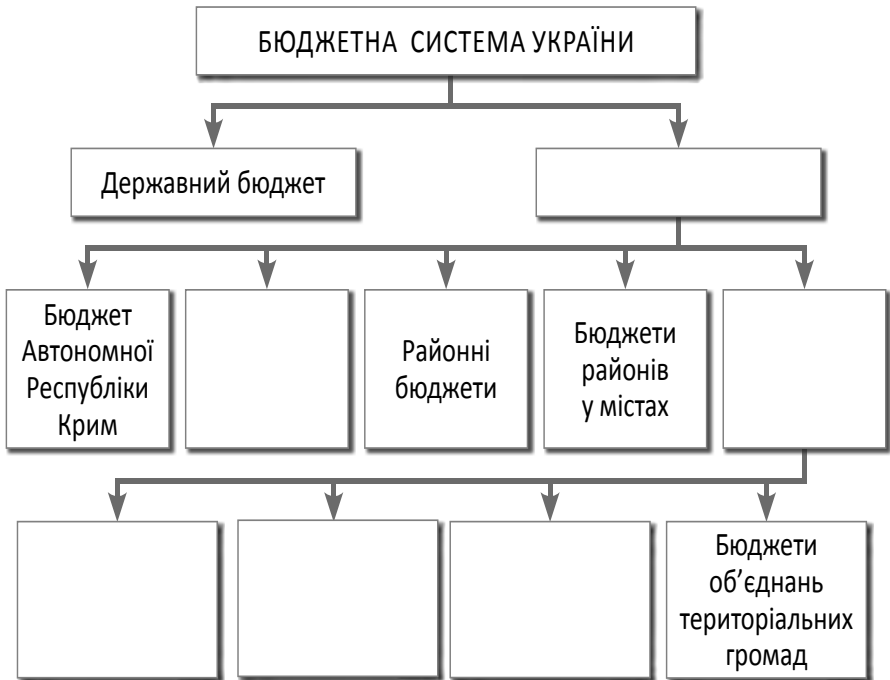 БЮДЖЕТНА СИСТЕМА УКРАЇНИ
Державний бюджет
Бюджет
Автономної
Республіки
Крим
Районні
бюджети
Бюджети
районів
у містах
Бюджети
об’єднань
територіальних
громад